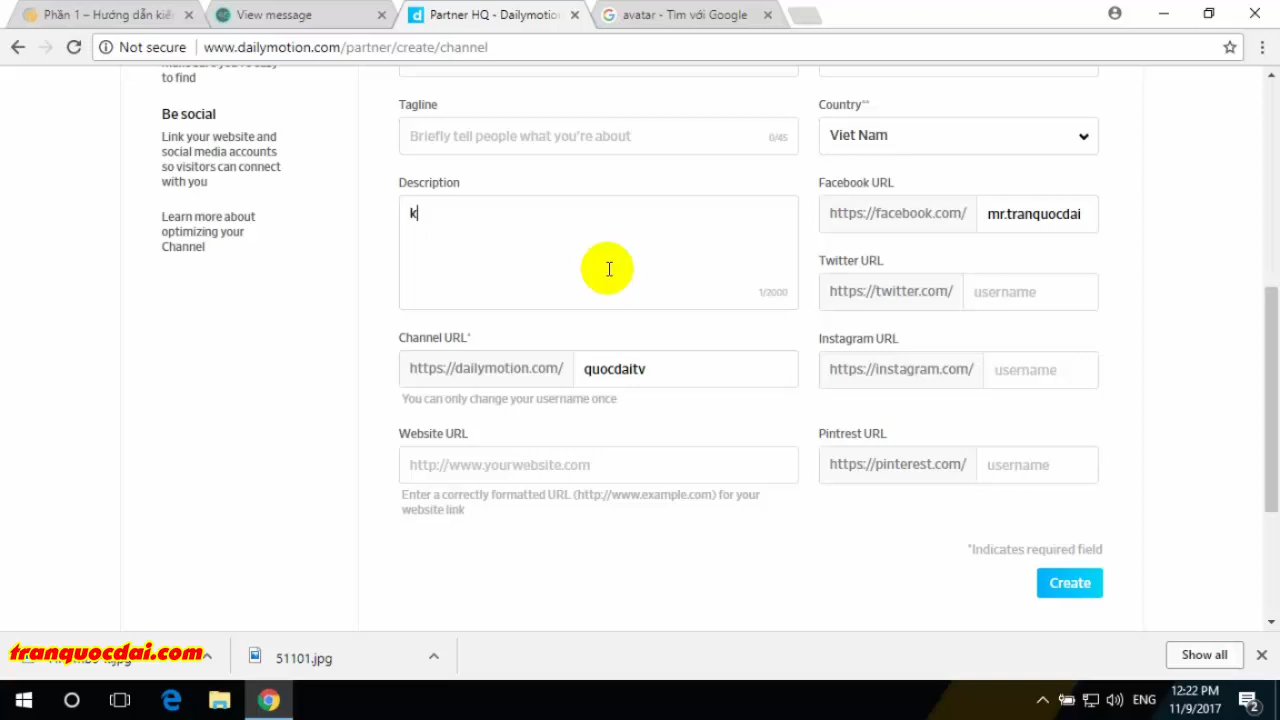 Phần 1 – Hướng dẫn kiế
View message
Partner HQ - Dailymotio
avatar - Tìm với Google
Not secure
www.dailymotion.com/partner/create/channel
to find
Be social
Link your website and
social media accounts
so visitors can connect
with you
Learn more about
optimizing your
Channel
Tagline
Briefly tell people what you're about
0/45
Country**
Viet Nam
Description
k
1/2000
Facebook URL
https://facebook.com/
mr.tranquocdai
Twitter URL
https://twitter.com/
username
Channel URL*
https://dailymotion.com/
quocdaitv
You can only change your username once
Instagram URL
https://instagram.com/
username
Website URL
http://www.yourwebsite.com
Enter a correctly formatted URL (http://www.example.com) for your
website link
Pintrest URL
https://pinterest.com/
username
*Indicates required field
Create
tranquocdai.com
51101.jpg
Show all
ENG
12:22 PM
11/9/2017
2